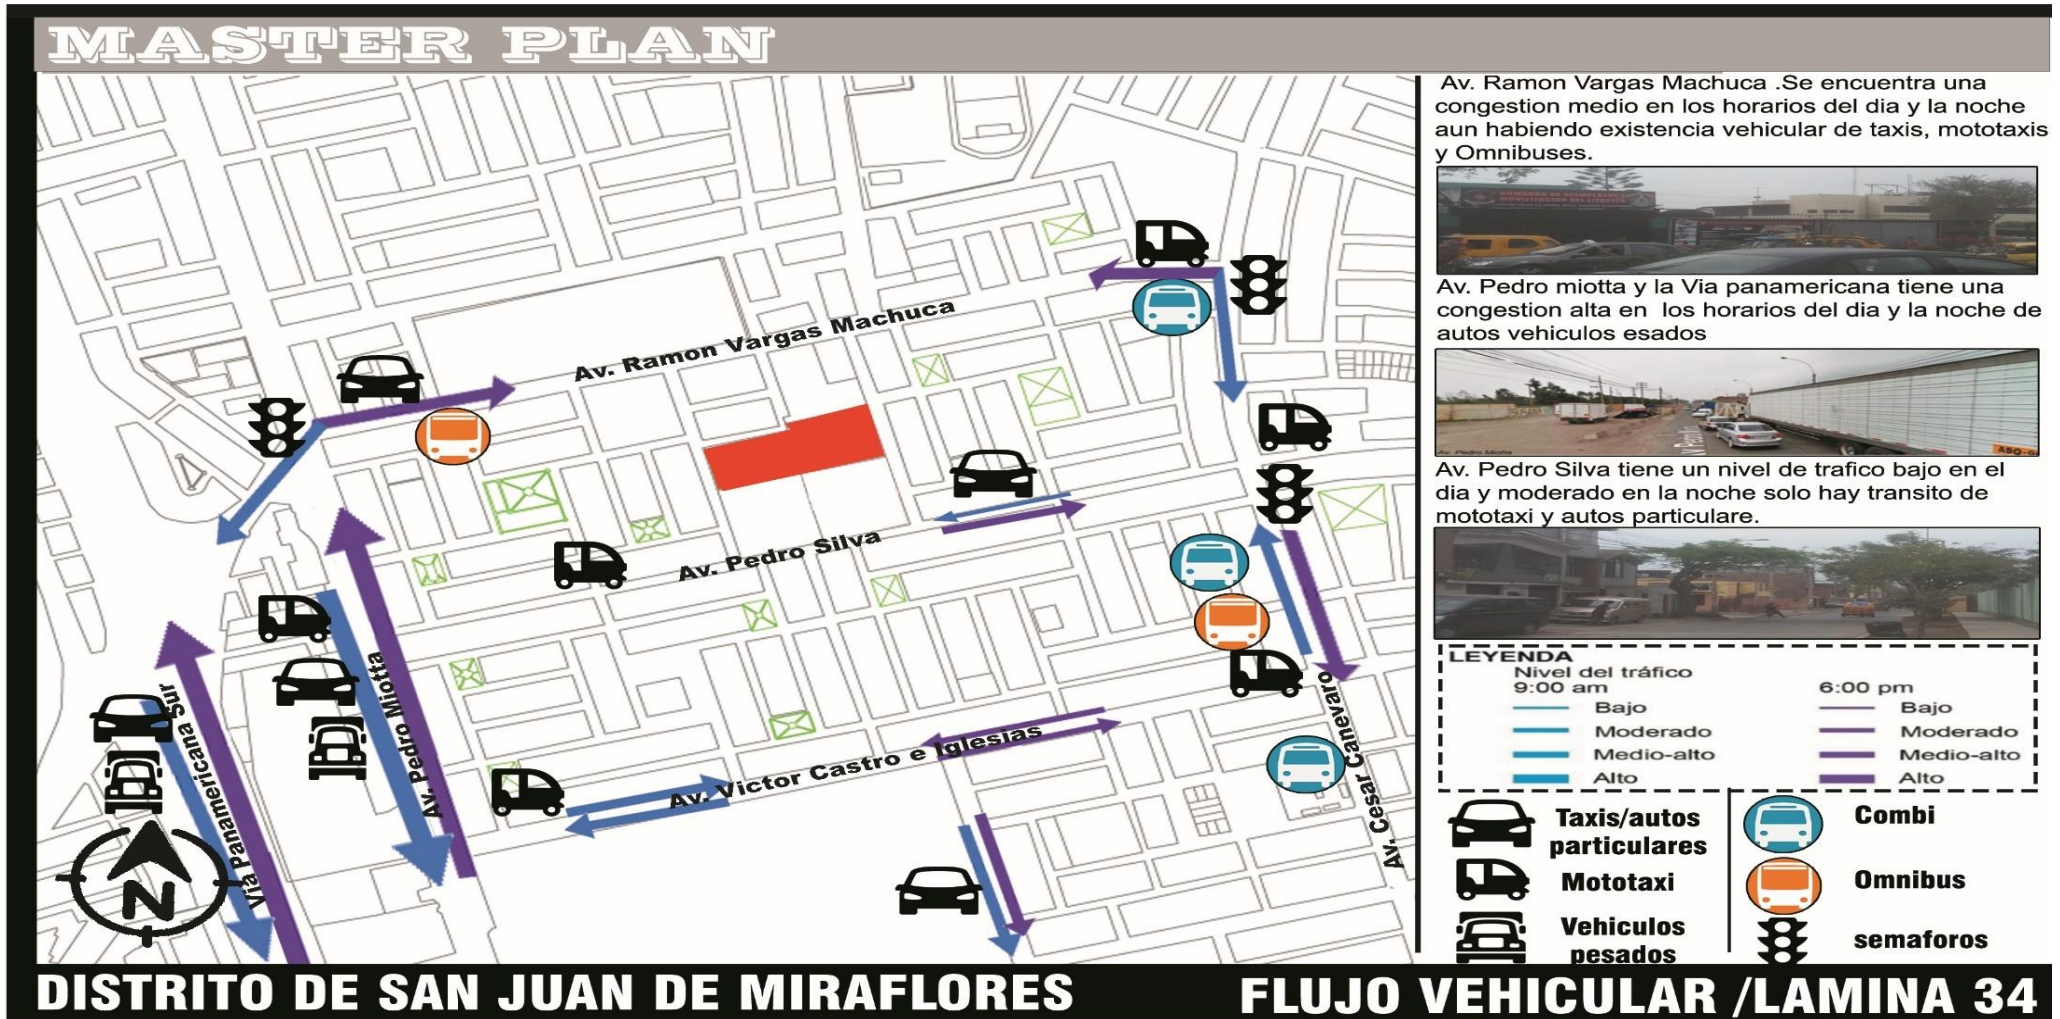 MASTER PLAN
Av. Ramon Vargas Machuca .Se encuentra una
congestion medio en los horarios del dia y la noche
aun habiendo existencia vehicular de taxis, mototaxis
y Omnibuses.
Av. Pedro miotta y la Via panamericana tiene una
congestion alta en los horarios del dia y la noche de
autos vehiculos esados
Av. Pedro Miotta
Av. Pedro Silva tiene un nivel de trafico bajo en el
dia y moderado en la noche solo hay transito de
mototaxi y autos particulare.
Av. Ramon Vargas Machuca
Av. Pedro Silva
Av. Victor Castro e Iglesias
Av. Pedro Miotta
Via Panamericana Sur
Av. Cesar Canevaro
N
LEYENDA
Nivel del tráfico
9:00 am 6:00 pm
Bajo Bajo
Moderado Moderado
Medio-alto Medio-alto
Alto Alto
Taxis/autos
particulares
Mototaxi
Vehiculos
pesados
Combi
Omnibus
semaforos
DISTRITO DE SAN JUAN DE MIRAFLORES
FLUJO VEHICULAR /LAMINA 34